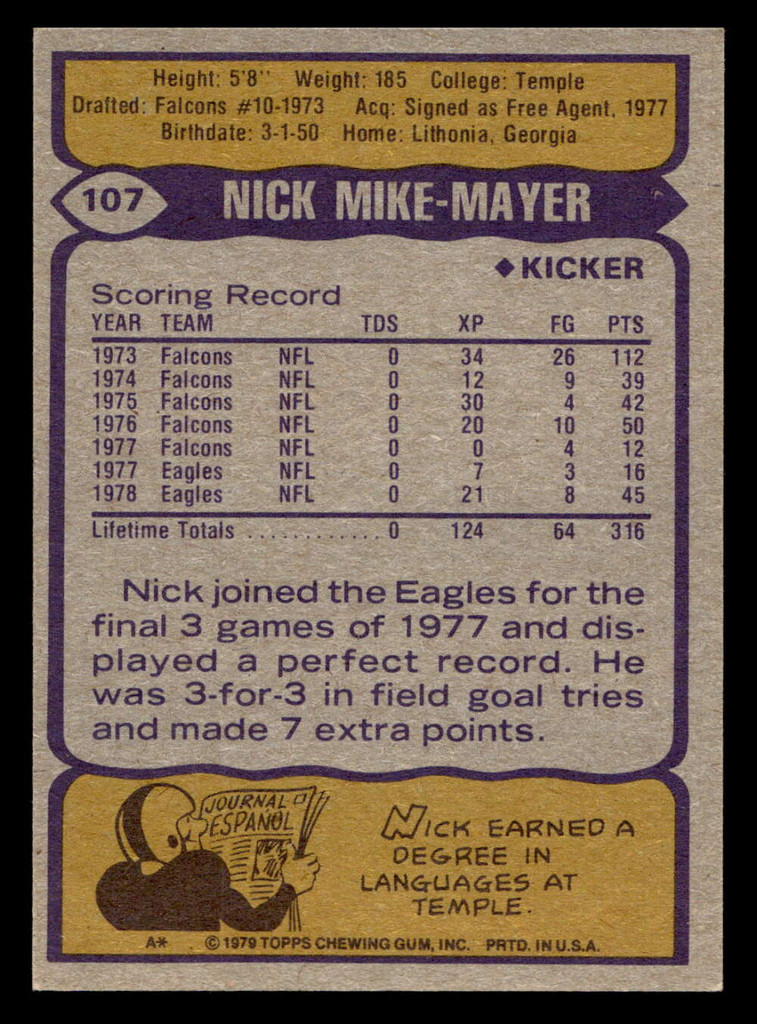 Height: 5'8" Weight: 185 College: Temple
Drafted: Falcons #10-1973 Acq: Signed as Free Agent, 1977
Birthdate: 3-1-50 Home: Lithonia, Georgia
107 NICK MIKE-MAYER
◆KICKER
Scoring Record
YEAR TEAM TDS XP FG PTS
1973 Falcons NFL 0 34 26 112
1974 Falcons NFL 0 12 9 39
1975 Falcons NFL 0 30 4 42
1976 Falcons NFL 0 20 10 50
1977 Falcons NFL 0 0 4 12
1977 Eagles NFL 0 7 3 16
1978 Eagles NFL 0 21 8 45
Lifetime Totals ............ 0 124 64 316
Nick joined the Eagles for the
final 3 games of 1977 and dis-
played a perfect record. He
was 3-for-3 in field goal tries
and made 7 extra points.
JOURNAL
ESPAÑOL
NICK EARNED A
DEGREE IN
LANGUAGES AT
TEMPLE.
A* © 1979 TOPPS CHEWING GUM, INC. PRTD. IN U.S.A.